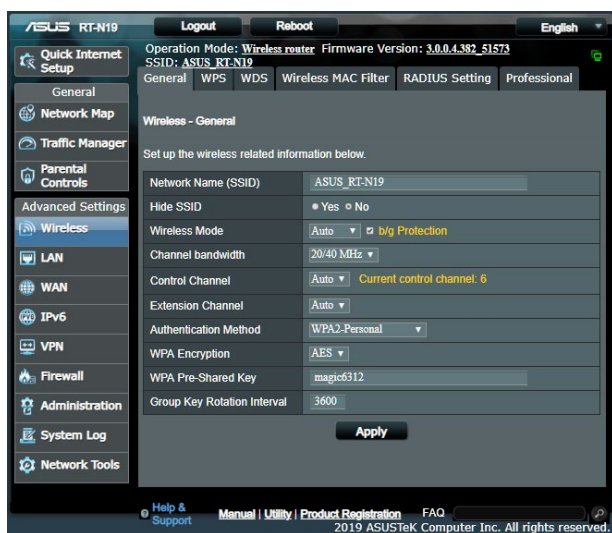 ASUS RT-N19
Logout
Reboot
English
Quick Internet
Setup
Operation Mode: Wireless router Firmware Version: 3.0.0.4.382_51573
SSID: ASUS_RT-N19
General
WPS
WDS
Wireless MAC Filter
RADIUS Setting
Professional
General
Network Map
Traffic Manager
Parental
Controls
Advanced Settings
Wireless
LAN
WAN
IPv6
VPN
Firewall
Administration
System Log
Network Tools
Wireless - General
Set up the wireless related information below.
Network Name (SSID) ASUS_RT-N19
Hide SSID Yes No
Wireless Mode Auto b/g Protection
Channel bandwidth 20/40 MHz
Control Channel Auto Current control channel: 6
Extension Channel Auto
Authentication Method WPA2-Personal
WPA Encryption AES
WPA Pre-Shared Key magic6312
Group Key Rotation Interval 3600
Apply
Help &
Support
Manual | Utility | Product Registration FAQ
2019 ASUSTeK Computer Inc. All rights reserved.